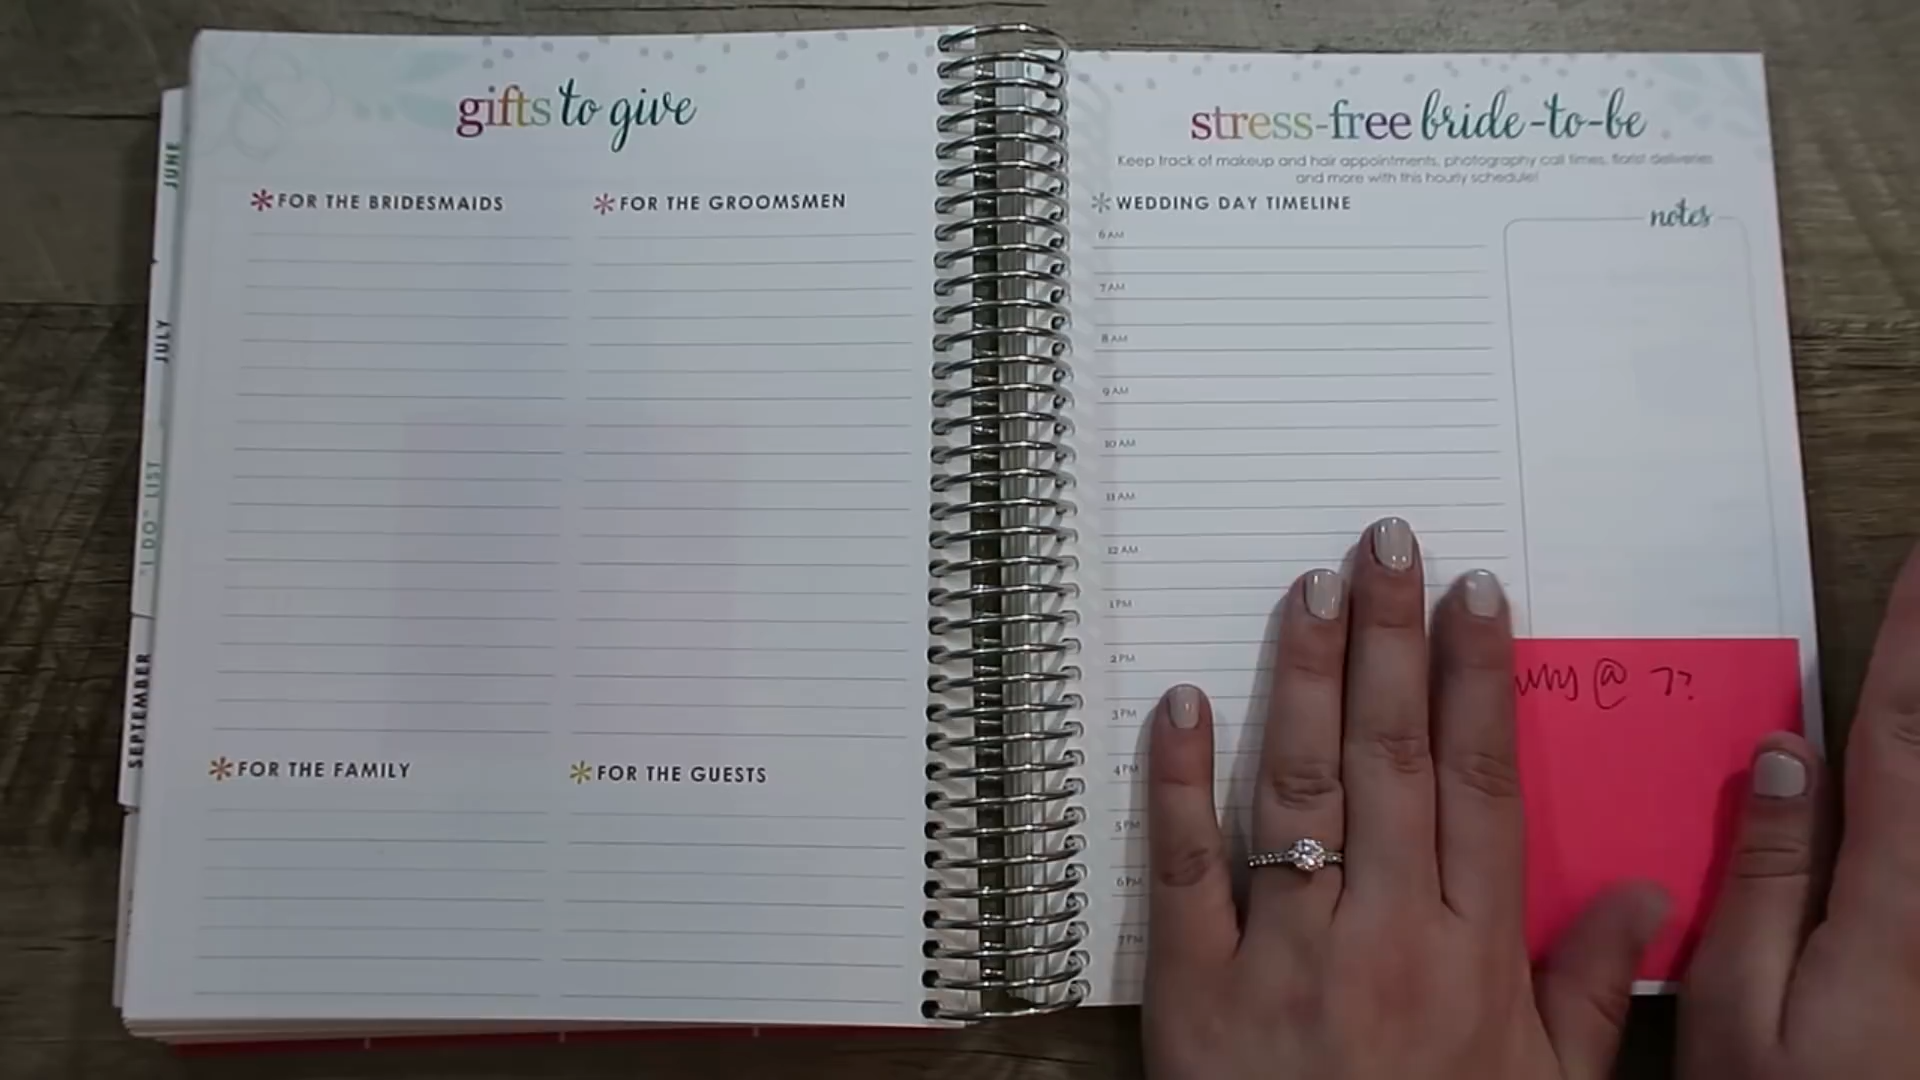 JUNE
JULY
"I DO" LIST
SEPTEMBER
gifts to give
*FOR THE BRIDESMAIDS
*FOR THE GROOMSMEN
*FOR THE FAMILY
*FOR THE GUESTS
stress-free bride-to-be
Keep track of makeup and hair appointments, photography call times, florist deliveries
and more with this hourly schedule!
*WEDDING DAY TIMELINE
notes
6 AM
7 AM
8 AM
9 AM
10 AM
11 AM
12 AM
1 PM
2 PM
3 PM
4 PM
5 PM
6 PM
7 PM
@ 7?